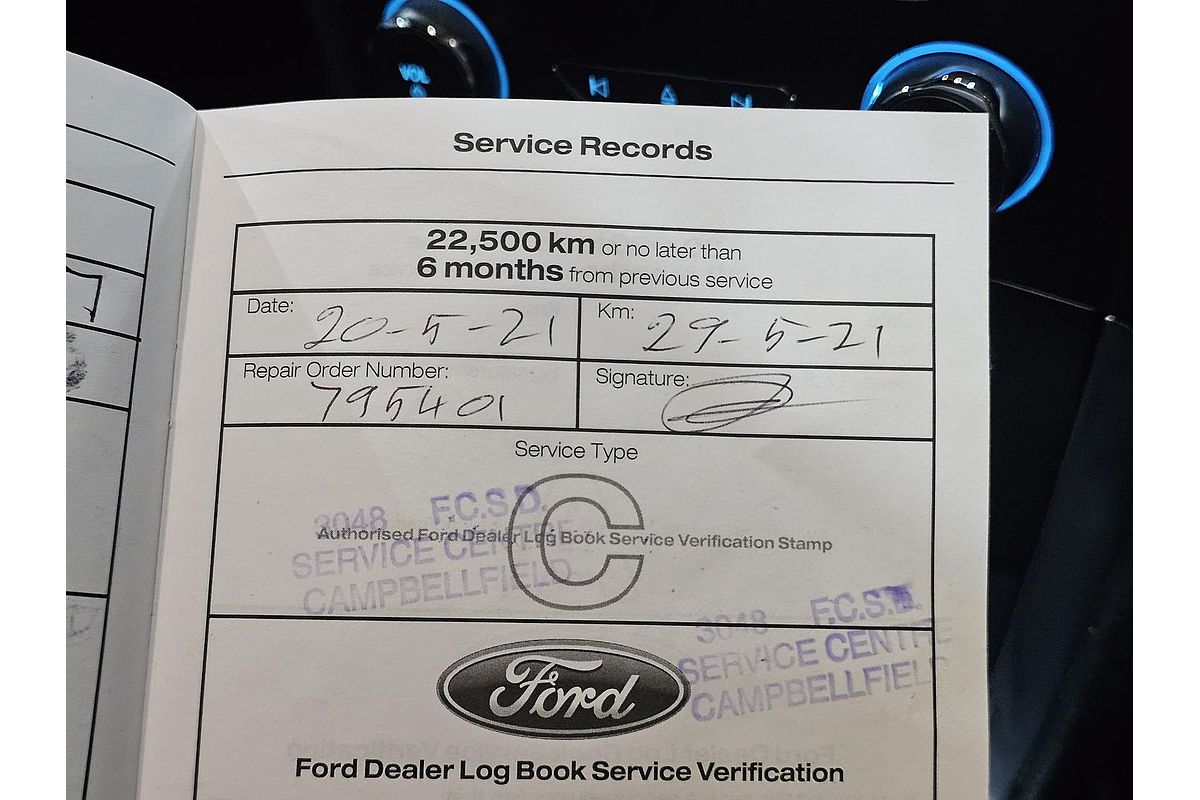 VOL
Service Records
22,500 km or no later than
6 months from previous service
Date: 20-5-21
Km: 29-5-21
Repair Order Number: 795401
Signature:
Service Type
C
3048 F.C.S.D.
SERVICE CENTRE
CAMPBELLFIELD
Authorised Ford Dealer Log Book Service Verification Stamp
3048 F.C.S.D.
SERVICE CENTRE
CAMPBELLFIEL
Ford
Ford Dealer Log Book Service Verification